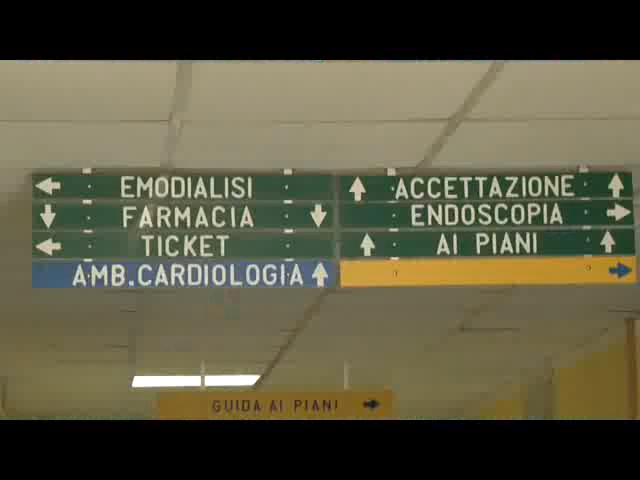 EMODIALISI
FARMACIA
TICKET
AMB.CARDIOLOGIA
ACCETTAZIONE
ENDOSCOPIA
AI PIANI
GUIDA AI PIANI